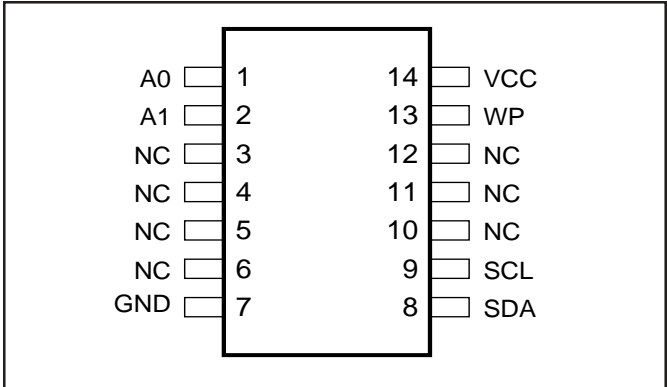 A0 1 14 VCC
A1 2 13 WP
NC 3 12 NC
NC 4 11 NC
NC 5 10 NC
NC 6 9 SCL
GND 7 8 SDA